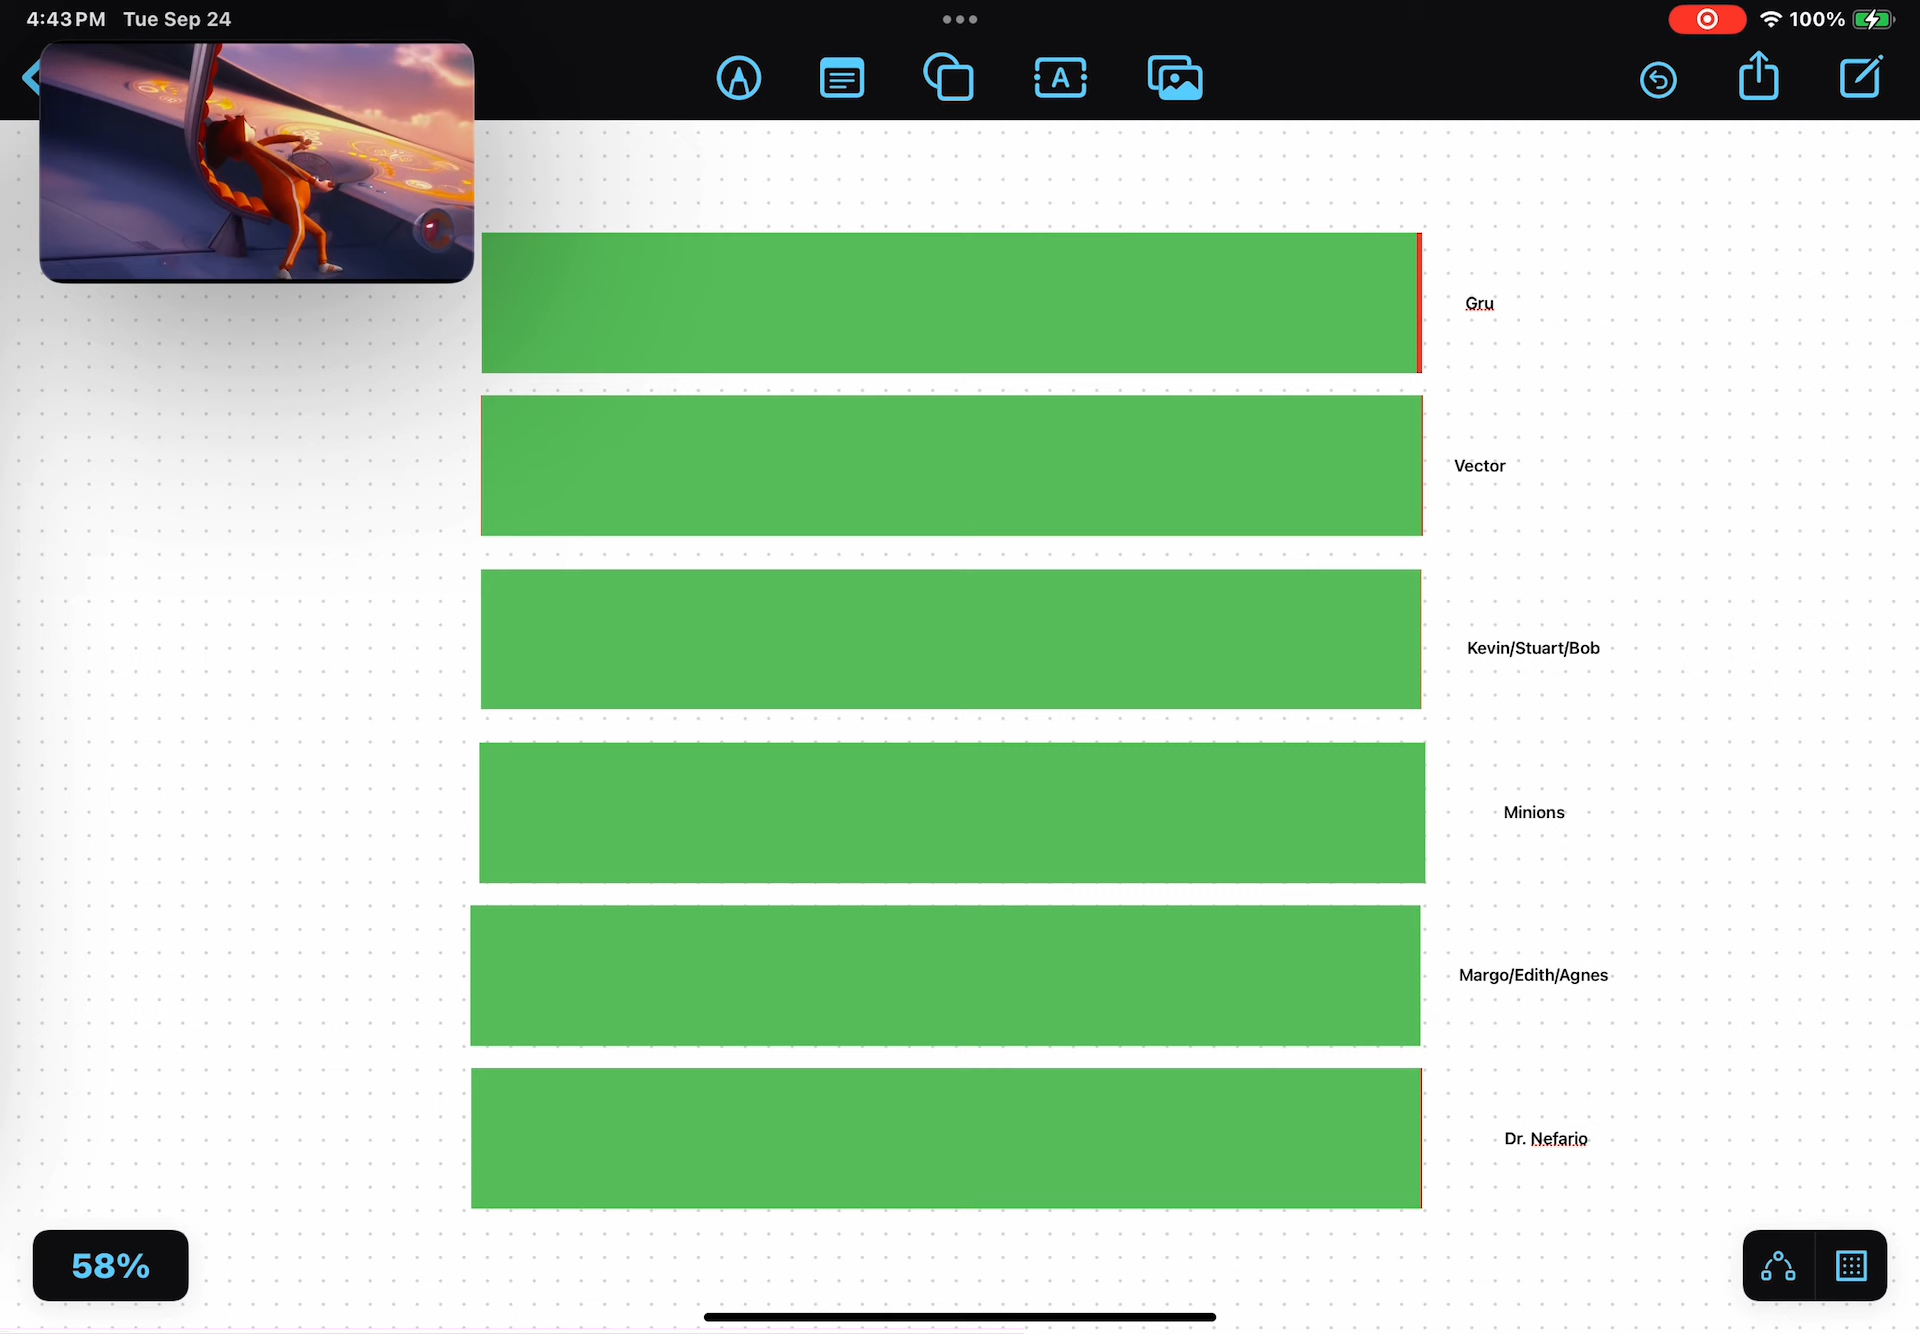 4:43 PM Tue Sep 24
100%
A
Gru
Vector
Kevin/Stuart/Bob
Minions
Margo/Edith/Agnes
Dr. Nefario
58%